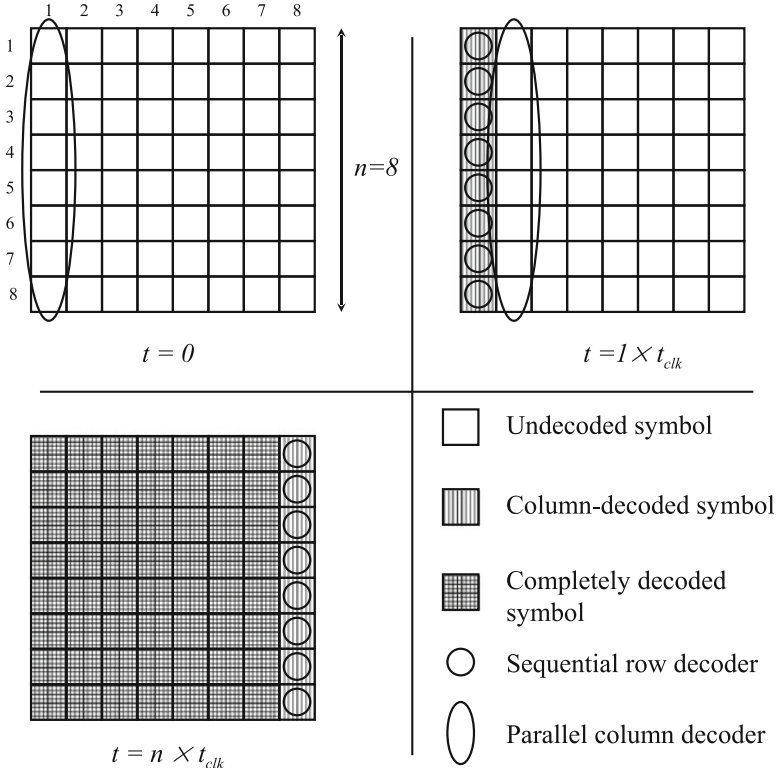 1 2 3 4 5 6 7 8
1
2
3
4
5
6
7
8
n=8
t = 0
t =1 × t_clk
Undecoded symbol
Column-decoded symbol
Completely decoded
symbol
Sequential row decoder
Parallel column decoder
t = n × t_clk